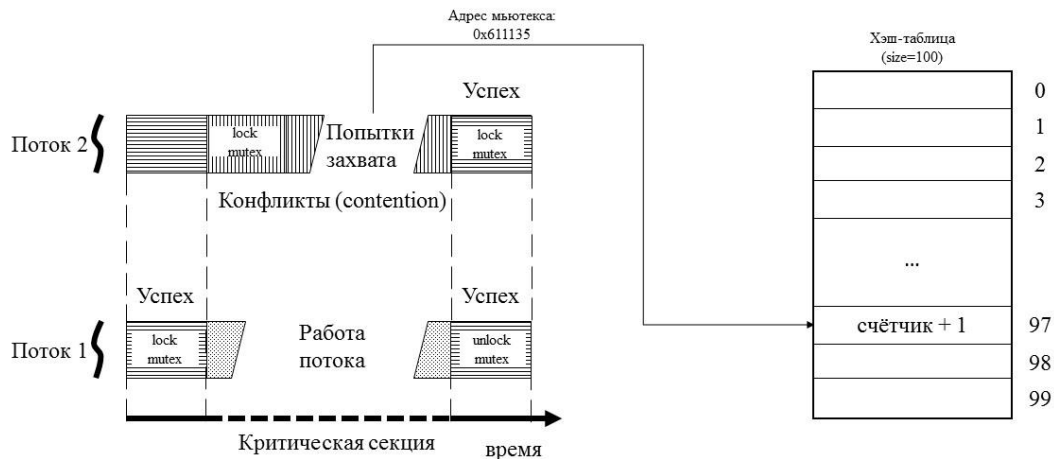 Адрес мьютекса:
0x611135
Хэш-таблица
(size=100)
Успех
Поток 2
lock
mutex
Попытки
захвата
lock
mutex
Конфликты (contention)
Успех
Успех
Поток 1
lock
mutex
Работа
потока
unlock
mutex
Критическая секция
время
0
1
2
3
...
счётчик + 1
97
98
99